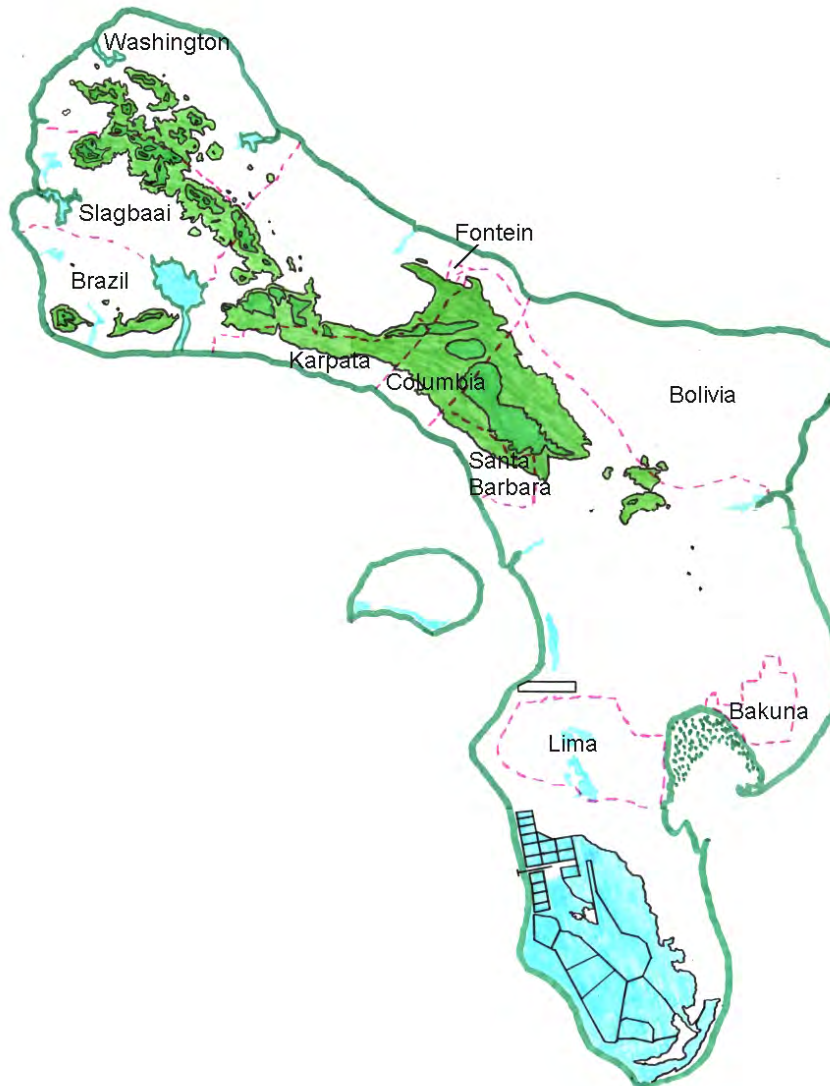 Washington
Slagbaai
Fontein
Brazil
Karpata
Columbia
Bolivia
Santa
Barbara
Bakuna
Lima